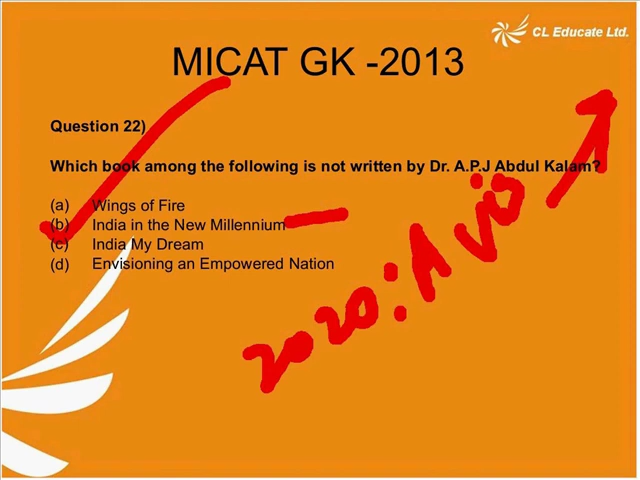 CL Educate Ltd.
MICAT GK -2013
Question 22)
Which book among the following is not written by Dr. A.P.J Abdul Kalam?
(a) Wings of Fire
(b) India in the New Millennium
(c) India My Dream
(d) Envisioning an Empowered Nation
2020: A vis